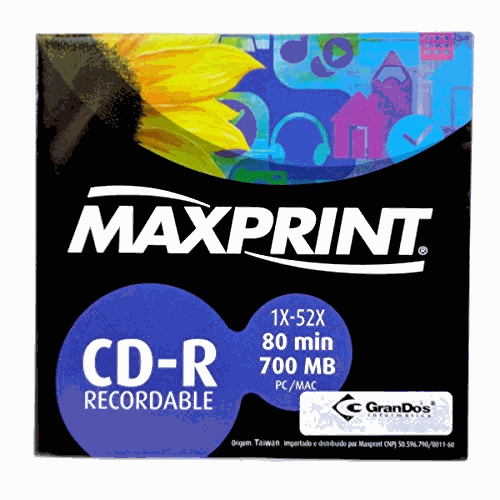 MAXPRINT®
CD-R
RECORDABLE
1X-52X
80 min
700 MB
PC/MAC
GranDo's
informática
Origem: Taiwan Importado e distribuído por Maxprint CNPJ 50.596.790/0011-60